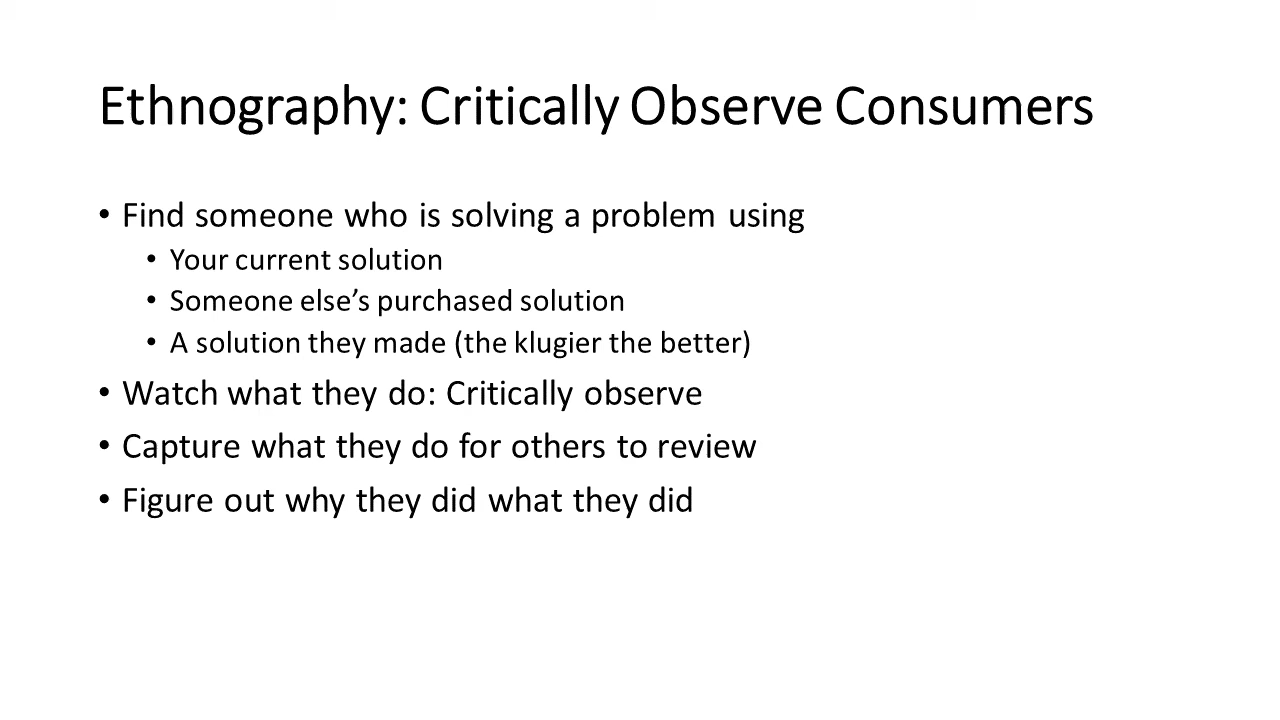 Ethnography: Critically Observe Consumers
• Find someone who is solving a problem using
• Your current solution
• Someone else’s purchased solution
• A solution they made (the klugier the better)
• Watch what they do: Critically observe
• Capture what they do for others to review
• Figure out why they did what they did